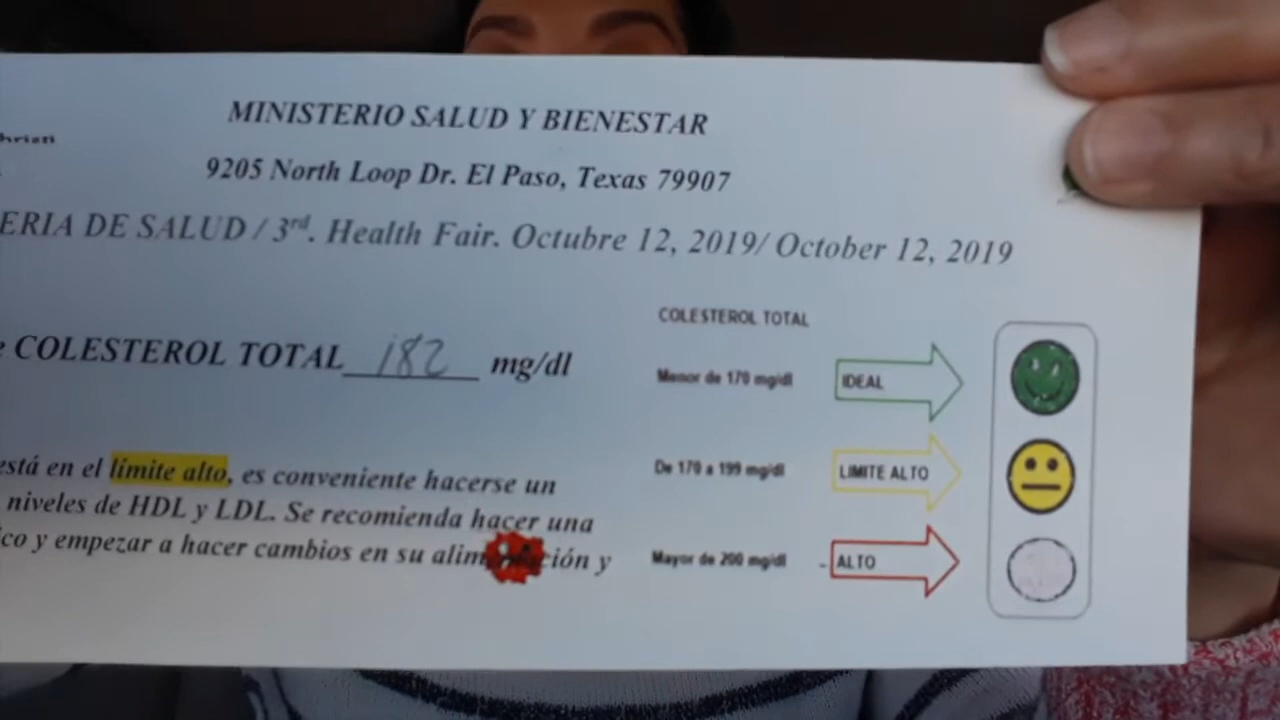 hristi
MINISTERIO SALUD Y BIENESTAR
9205 North Loop Dr. El Paso, Texas 79907
ERIA DE SALUD / 3rd. Health Fair. Octubre 12, 2019/ October 12, 2019
e COLESTEROL TOTAL 182 mg/dl
está en el límite alto, es conveniente hacerse un
niveles de HDL y LDL. Se recomienda hacer una
co y empezar a hacer cambios en su alim ción y
COLESTEROL TOTAL
Menor de 170 mg/dl IDEAL
De 170 a 199 mg/dl LIMITE ALTO
Mayor de 200 mg/dl - ALTO